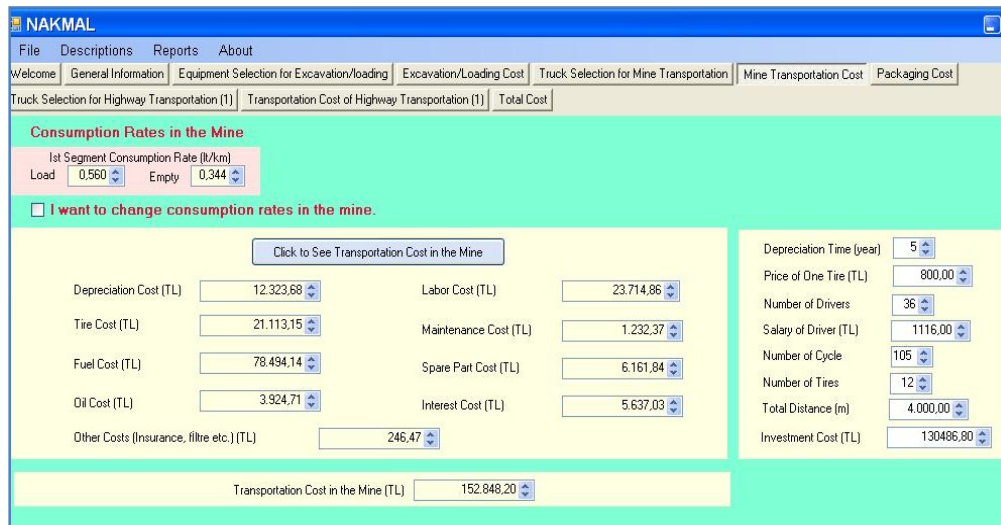 NAKMAL
File Descriptions Reports About
Welcome General Information Equipment Selection for Excavation/loading Excavation/Loading Cost Truck Selection for Mine Transportation Mine Transportation Cost Packaging Cost
Truck Selection for Highway Transportation (1) Transportation Cost of Highway Transportation (1) Total Cost
Consumption Rates in the Mine
Ist Segment Consumption Rate (lt/km)
Load 0,560 Empty 0,344
I want to change consumption rates in the mine.
Click to See Transportation Cost in the Mine
Depreciation Cost (TL) 12.323,68 Labor Cost (TL) 23.714,86
Tire Cost (TL) 21.113,15 Maintenance Cost (TL) 1.232,37
Fuel Cost (TL) 78.494,14 Spare Part Cost (TL) 6.161,84
Oil Cost (TL) 3.924,71 Interest Cost (TL) 5.637,03
Other Costs (Insurance, filtre etc.) (TL) 246,47
Depreciation Time (year) 5
Price of One Tire (TL) 800,00
Number of Drivers 36
Salary of Driver (TL) 1116,00
Number of Cycle 105
Number of Tires 12
Total Distance (m) 4.000,00
Investment Cost (TL) 130486,80
Transportation Cost in the Mine (TL) 152.848,20